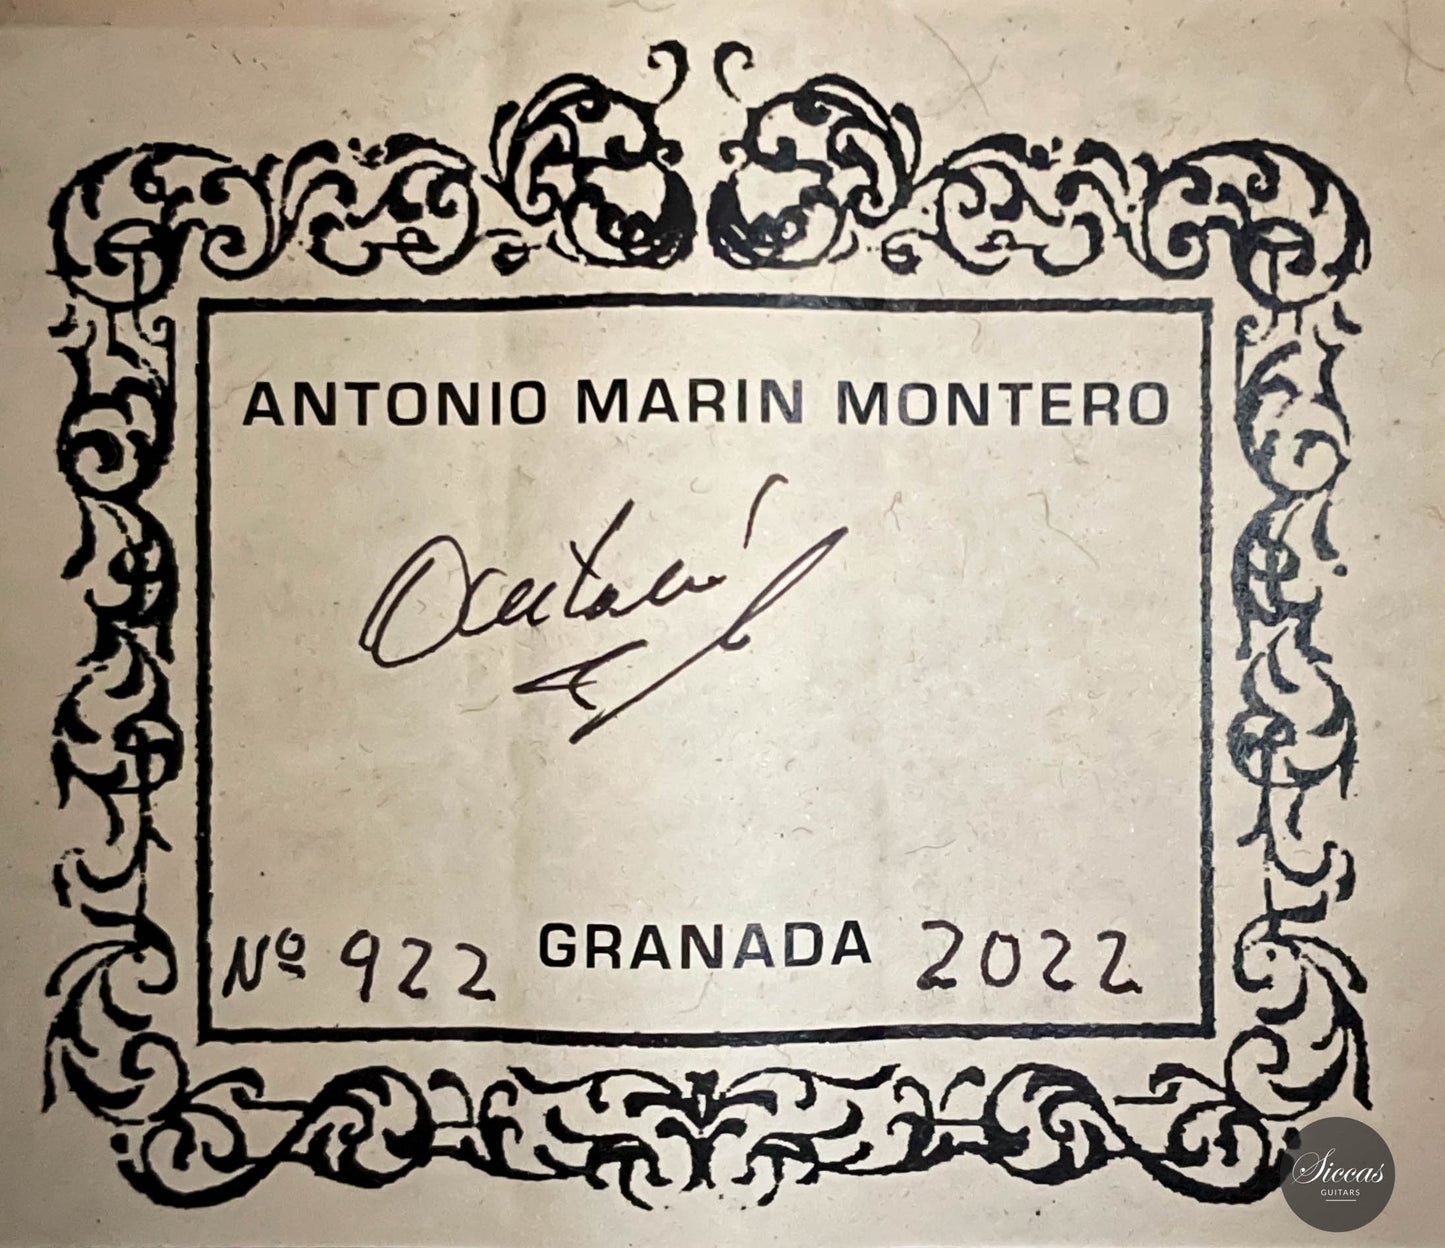 ANTONIO MARIN MONTERO
Nº 922 GRANADA 2022
Siccas
GUITARS